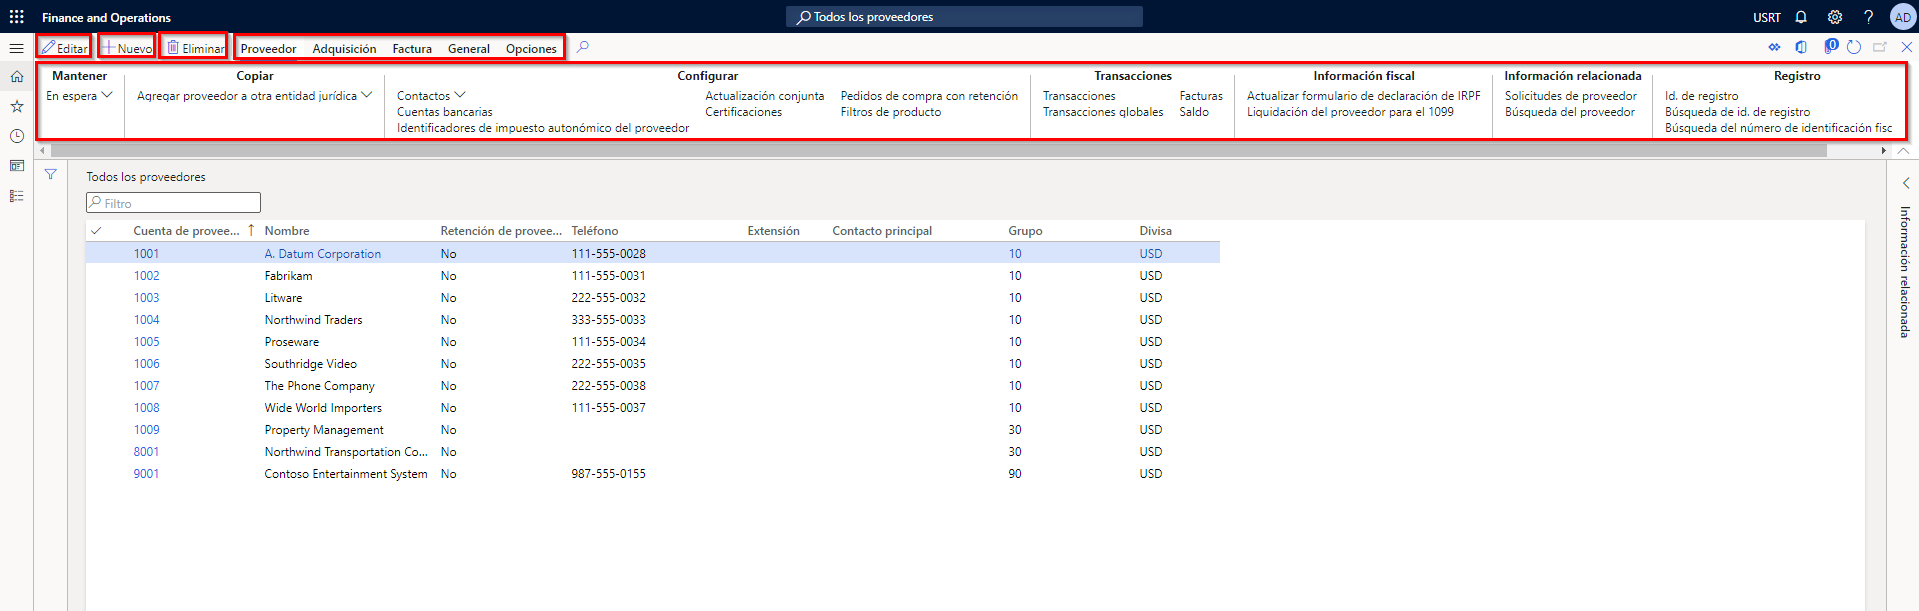 Finance and Operations
Todos los proveedores
USRT
AD
Editar
Nuevo
Eliminar
Proveedor Adquisición Factura General Opciones
0
Mantener Copiar Configurar Transacciones Información fiscal Información relacionada Registro
En espera Agregar proveedor a otra entidad jurídica Contactos Actualización conjunta Pedidos de compra con retención Transacciones Facturas Actualizar formulario de declaración de IRPF Solicitudes de proveedor Id. de registro
Cuentas bancarias Certificaciones Filtros de producto Transacciones globales Saldo Liquidación del proveedor para el 1099 Búsqueda del proveedor Búsqueda de id. de registro
Identificadores de impuesto autonómico del proveedor Búsqueda del número de identificación fisc
Todos los proveedores
Filtro
Cuenta de provee... Nombre Retención de provee... Teléfono Extensión Contacto principal Grupo Divisa
1001 A. Datum Corporation No 111-555-0028 10 USD
1002 Fabrikam No 111-555-0031 10 USD
1003 Litware No 222-555-0032 10 USD
1004 Northwind Traders No 333-555-0033 10 USD
1005 Proseware No 111-555-0034 10 USD
1006 Southridge Video No 222-555-0035 10 USD
1007 The Phone Company No 222-555-0038 10 USD
1008 Wide World Importers No 111-555-0037 10 USD
1009 Property Management No 30 USD
8001 Northwind Transportation Co... No 30 USD
9001 Contoso Entertainment System No 987-555-0155 90 USD
Información relacionada